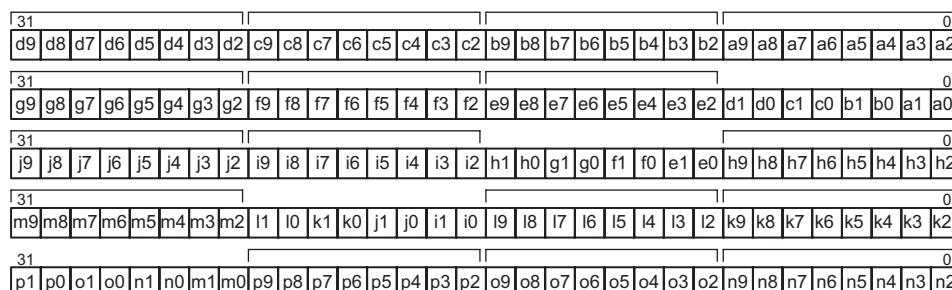 31 0
d9 d8 d7 d6 d5 d4 d3 d2 c9 c8 c7 c6 c5 c4 c3 c2 b9 b8 b7 b6 b5 b4 b3 b2 a9 a8 a7 a6 a5 a4 a3 a2
31 0
g9 g8 g7 g6 g5 g4 g3 g2 f9 f8 f7 f6 f5 f4 f3 f2 e9 e8 e7 e6 e5 e4 e3 e2 d1 d0 c1 c0 b1 b0 a1 a0
31 0
j9 j8 j7 j6 j5 j4 j3 j2 i9 i8 i7 i6 i5 i4 i3 i2 h1 h0 g1 g0 f1 f0 e1 e0 h9 h8 h7 h6 h5 h4 h3 h2
31 0
m9 m8 m7 m6 m5 m4 m3 m2 l1 l0 k1 k0 j1 j0 i1 i0 l9 l8 l7 l6 l5 l4 l3 l2 k9 k8 k7 k6 k5 k4 k3 k2
31 0
p1 p0 o1 o0 n1 n0 m1 m0 p9 p8 p7 p6 p5 p4 p3 p2 o9 o8 o7 o6 o5 o4 o3 o2 n9 n8 n7 n6 n5 n4 n3 n2